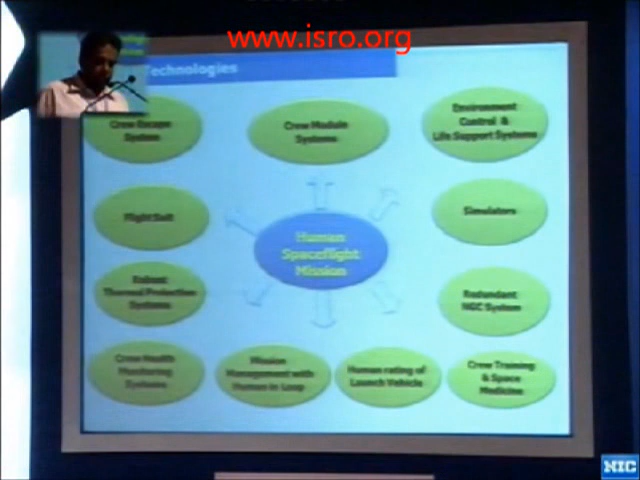 www.isro.org
Technologies
Crew Escape
System
Crew Module
Systems
Environment
Control &
Life Support Systems
Flight Suit
Simulators
Human
Spaceflight
Mission
Robust
Thermal Protection
Systems
Redundant
NGC System
Crew Health
Monitoring
Systems
Mission
Management with
Human in Loop
Human rating of
Launch Vehicle
Crew Training
& Space
Medicine
NIC